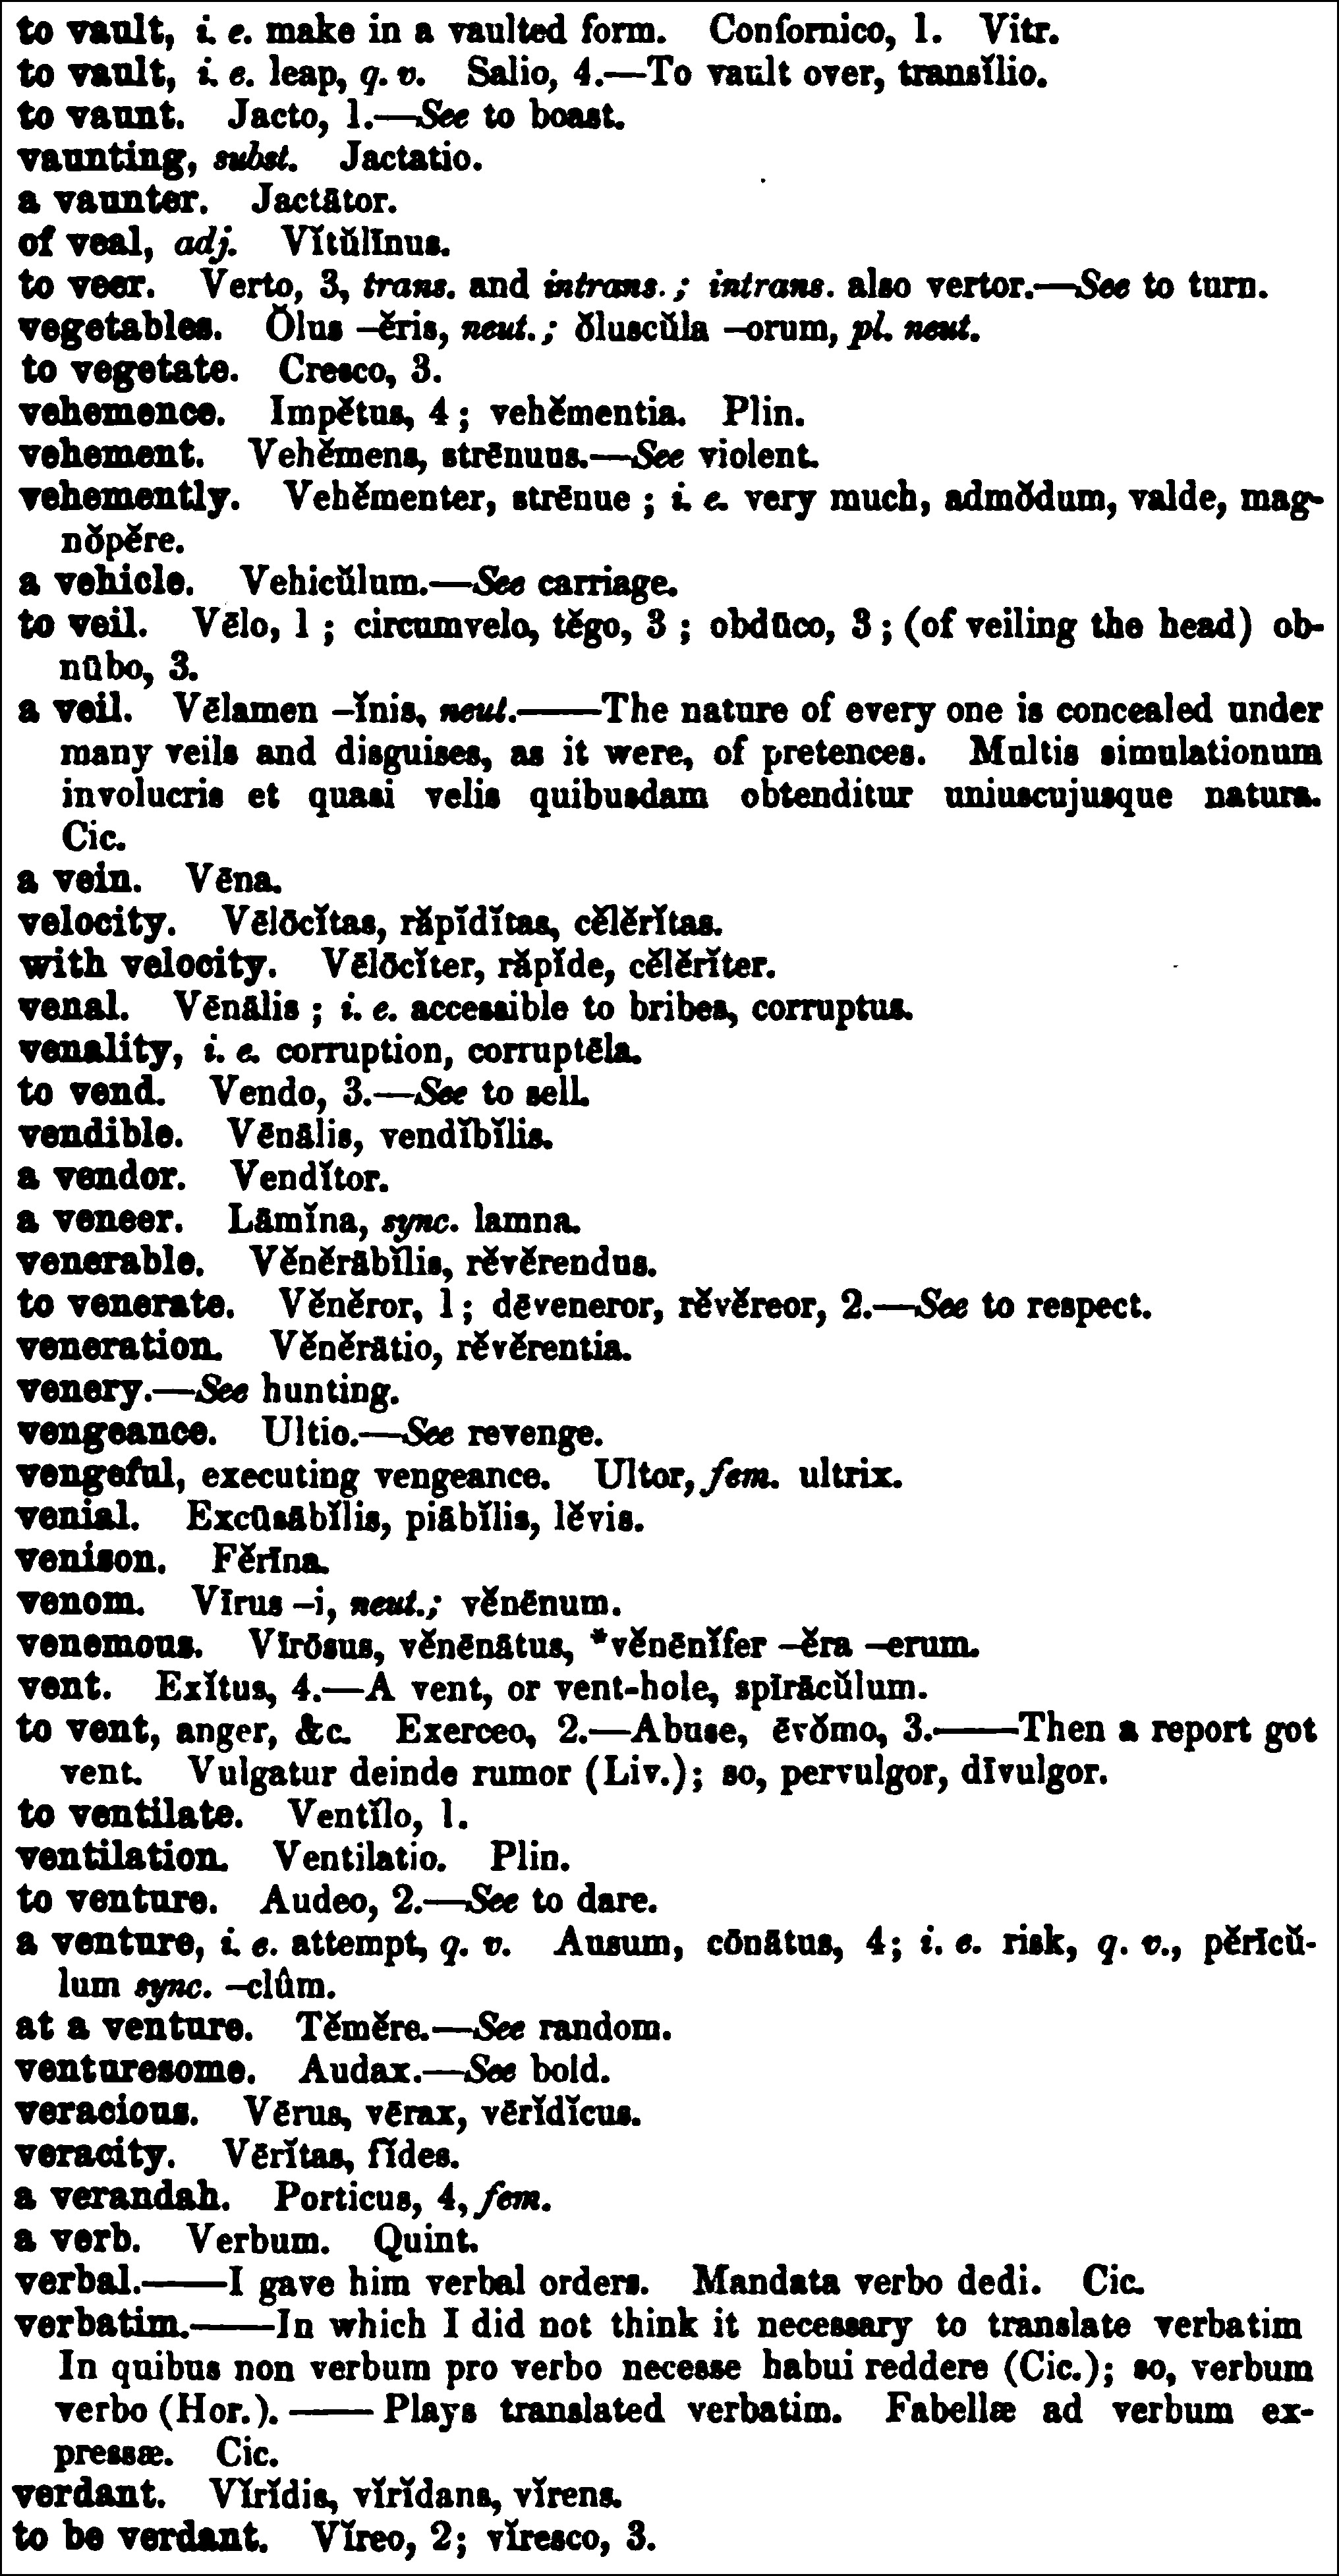 to vault, i. e. make in a vaulted form. Confornico, 1. Vitr.
to vault, i. e. leap, q. v. Salio, 4.—To vault over, transĭlio.
to vaunt. Jacto, 1.—See to boast.
vaunting, subst. Jactatio.
a vaunter. Jactātor.
of veal, adj. Vĭtŭlīnus.
to veer. Verto, 3, trans. and intrans.; intrans. also vertor.—See to turn.
vegetables. Ŏlus –ĕris, neut.; ŏluscŭla –orum, pl. neut.
to vegetate. Cresco, 3.
vehemence. Impĕtus, 4; vehĕmentia. Plin.
vehement. Vehĕmens, strēnuus.—See violent.
vehemently. Vehĕmenter, strēnue; i. e. very much, admŏdum, valde, mag-
nŏpĕre.
a vehicle. Vehicŭlum.—See carriage.
to veil. Vēlo, 1; circumvelo, tĕgo, 3; obdūco, 3; (of veiling the head) ob-
nūbo, 3.
a veil. Vēlamen –ĭnis, neut.——The nature of every one is concealed under
many veils and disguises, as it were, of pretences. Multis simulationum
involucris et quasi velis quibusdam obtenditur uniuscujusque natura.
Cic.
a vein. Vēna.
velocity. Vēlōcĭtas, răpĭdĭtas, cĕlĕrĭtas.
with velocity. Vēlōcĭter, răpĭde, cĕlĕrĭter.
venal. Vēnālis; i. e. accessible to bribes, corruptus.
venality, i. e. corruption, corruptēla.
to vend. Vendo, 3.—See to sell.
vendible. Vēnālis, vendĭbĭlis.
a vendor. Vendĭtor.
a veneer. Lāmĭna, sync. lamna.
venerable. Vĕnĕrābĭlis, rĕvĕrendus.
to venerate. Vĕnĕror, 1; dēveneror, rĕvĕreor, 2.—See to respect.
veneration. Vĕnĕrātio, rĕvĕrentia.
venery.—See hunting.
vengeance. Ultio.—See revenge.
vengeful, executing vengeance. Ultor, fem. ultrix.
venial. Excūsābĭlis, piābĭlis, lĕvis.
venison. Fĕrīna.
venom. Vīrus –i, neut.; vĕnēnum.
venemous. Vīrōsus, vĕnēnātus, *vĕnēnĭfer –ĕra –erum.
vent. Exĭtus, 4.—A vent, or vent-hole, spīrācŭlum.
to vent, anger, &c. Exerceo, 2.—Abuse, ēvŏmo, 3.——Then a report got
vent. Vulgatur deinde rumor (Liv.); so, pervulgor, dīvulgor.
to ventilate. Ventĭlo, 1.
ventilation. Ventilatio. Plin.
to venture. Audeo, 2.—See to dare.
a venture, i. e. attempt, q. v. Ausum, cōnātus, 4; i. e. risk, q. v., pĕrīcŭ-
lum sync. –clûm.
at a venture. Tĕmĕre.—See random.
venturesome. Audax.—See bold.
veracious. Vērus, vērax, vērĭdĭcus.
veracity. Vērĭtas, fĭdes.
a verandah. Porticus, 4, fem.
a verb. Verbum. Quint.
verbal.——I gave him verbal orders. Mandata verbo dedi. Cic.
verbatim.——In which I did not think it necessary to translate verbatim
In quibus non verbum pro verbo necesse habui reddere (Cic.); so, verbum
verbo (Hor.).——Plays translated verbatim. Fabellæ ad verbum ex-
pressæ. Cic.
verdant. Vĭrĭdis, vĭrĭdans, vĭrens.
to be verdant. Vĭreo, 2; vĭresco, 3.